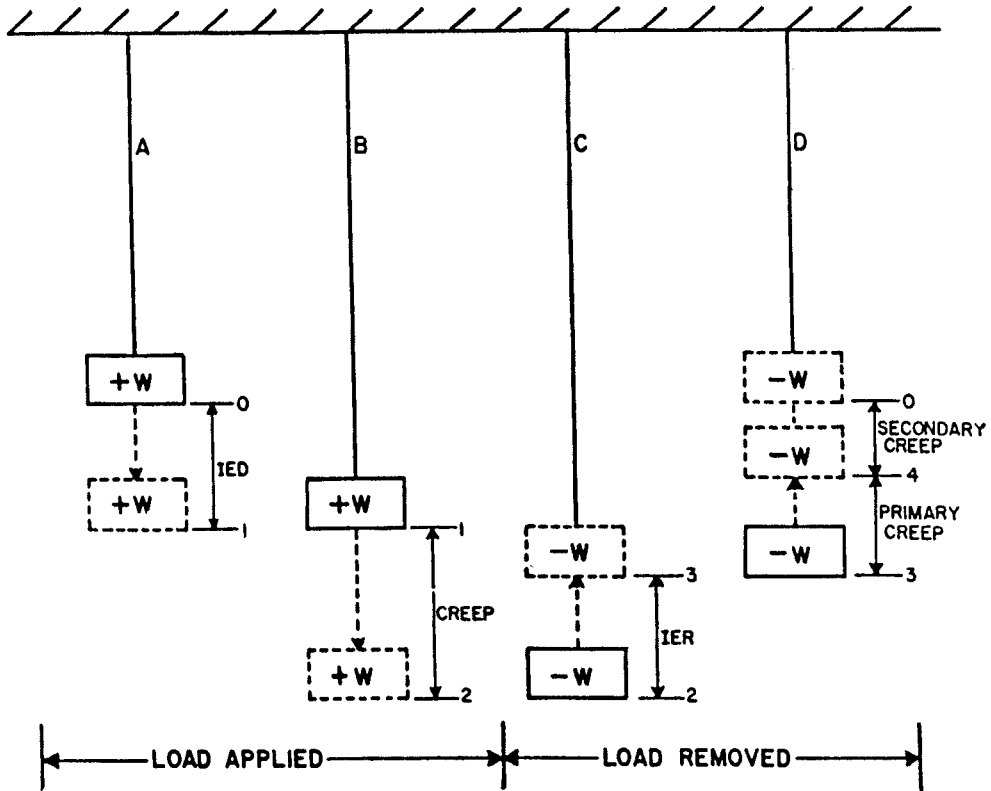 A
B
C
D
+W
-W
0
-W
SECONDARY
CREEP
+W
IED
+W
1
+W
1
4
-W
3
-W
PRIMARY
CREEP
3
CREEP
IER
+W
2
-W
2
LOAD APPLIED
LOAD REMOVED
0